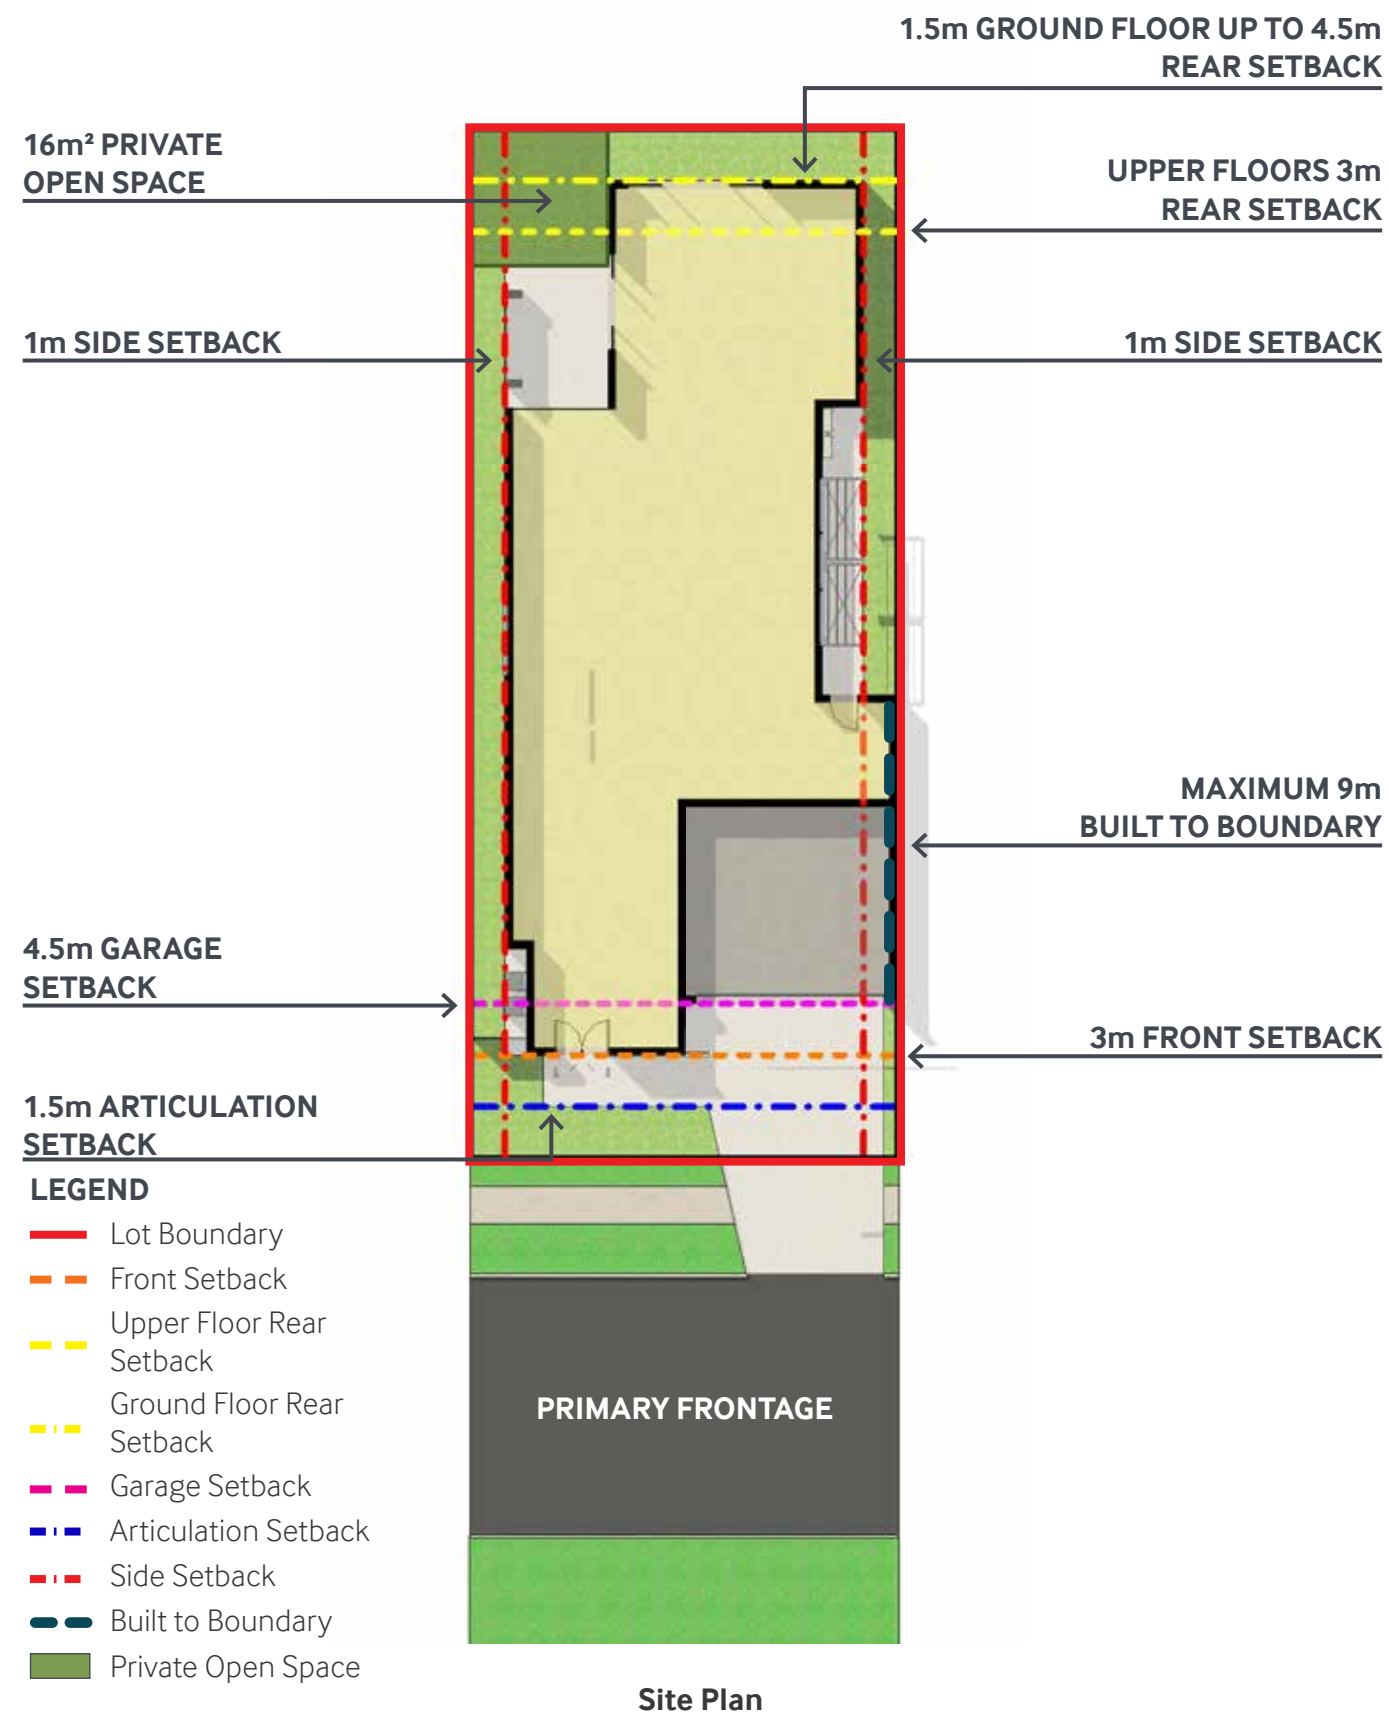 1.5m GROUND FLOOR UP TO 4.5m
REAR SETBACK
16m² PRIVATE
OPEN SPACE
UPPER FLOORS 3m
REAR SETBACK
1m SIDE SETBACK
1m SIDE SETBACK
MAXIMUM 9m
BUILT TO BOUNDARY
4.5m GARAGE
SETBACK
3m FRONT SETBACK
1.5m ARTICULATION
SETBACK
LEGEND
Lot Boundary
Front Setback
Upper Floor Rear
Setback
Ground Floor Rear
Setback
Garage Setback
Articulation Setback
Side Setback
Built to Boundary
Private Open Space
PRIMARY FRONTAGE
Site Plan